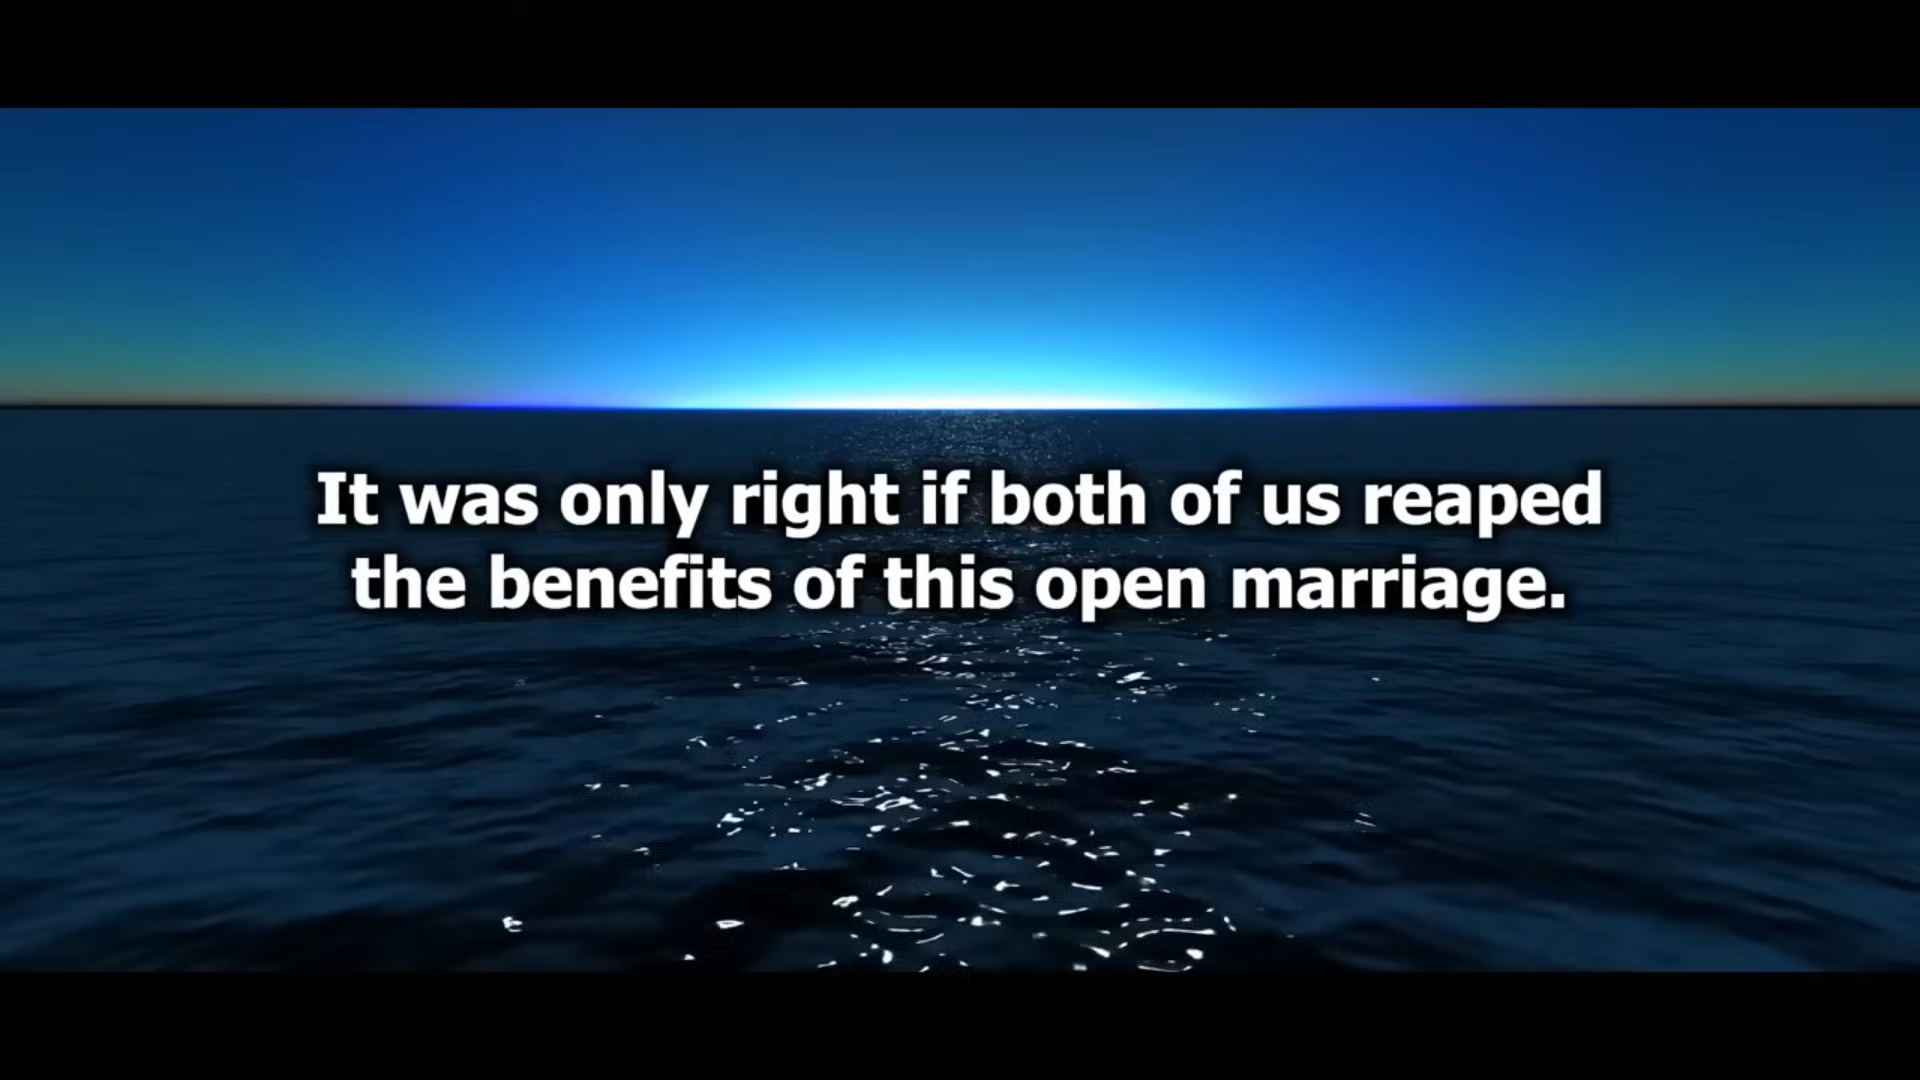 It was only right if both of us reaped
the benefits of this open marriage.